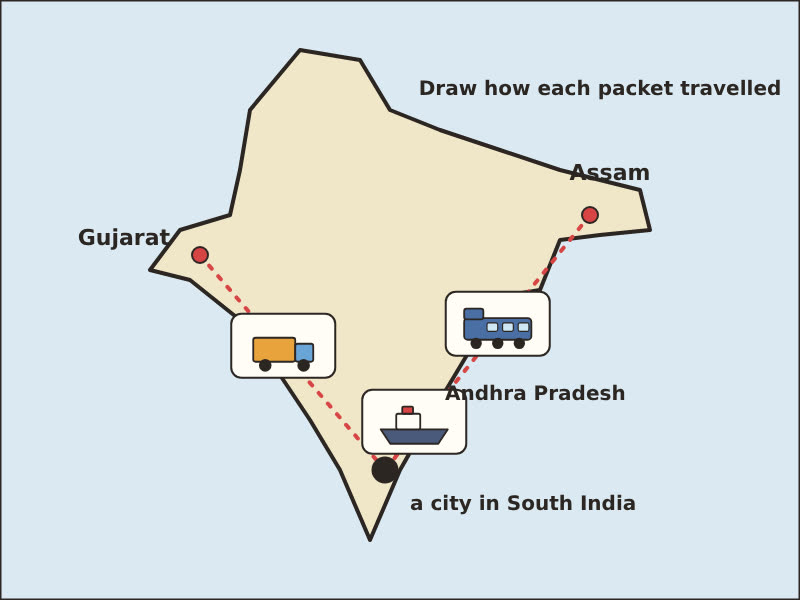 Draw how each packet travelled
Assam
Gujarat
Andhra Pradesh
a city in South India